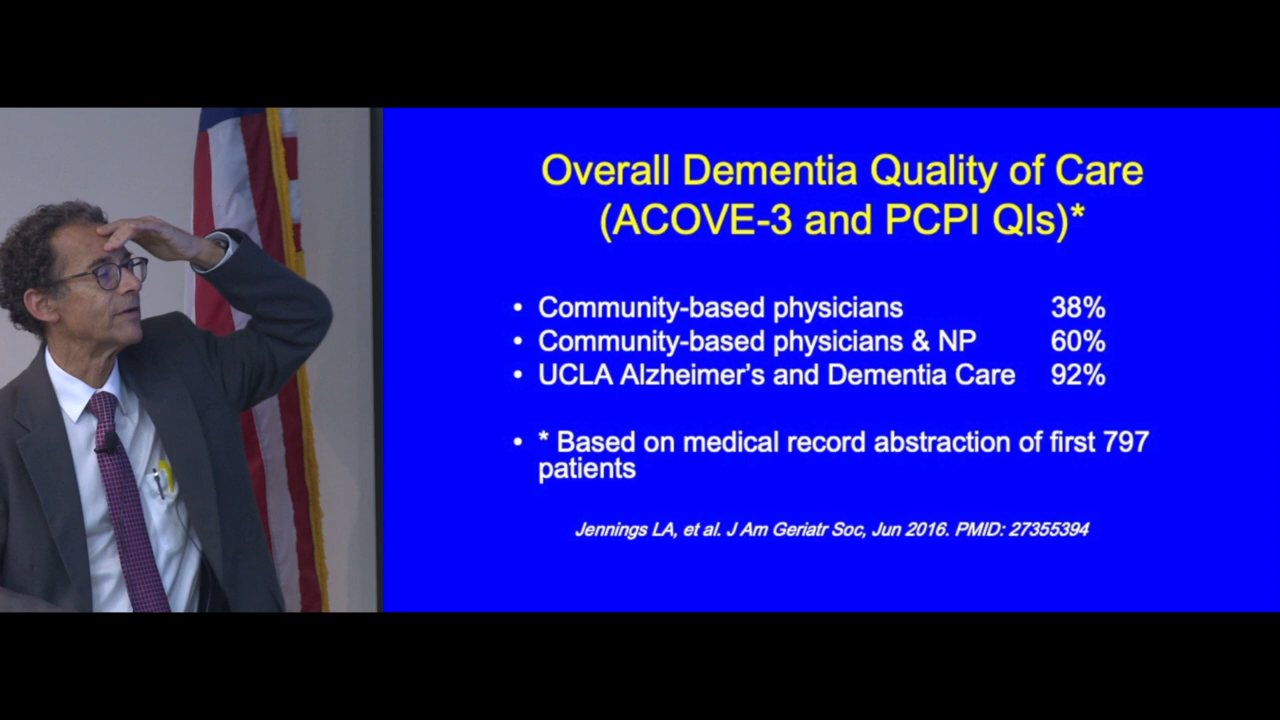 Overall Dementia Quality of Care
(ACOVE-3 and PCPI QIs)*
• Community-based physicians 38%
• Community-based physicians & NP 60%
• UCLA Alzheimer's and Dementia Care 92%
• * Based on medical record abstraction of first 797
patients
Jennings LA, et al. J Am Geriatr Soc, Jun 2016. PMID: 27355394